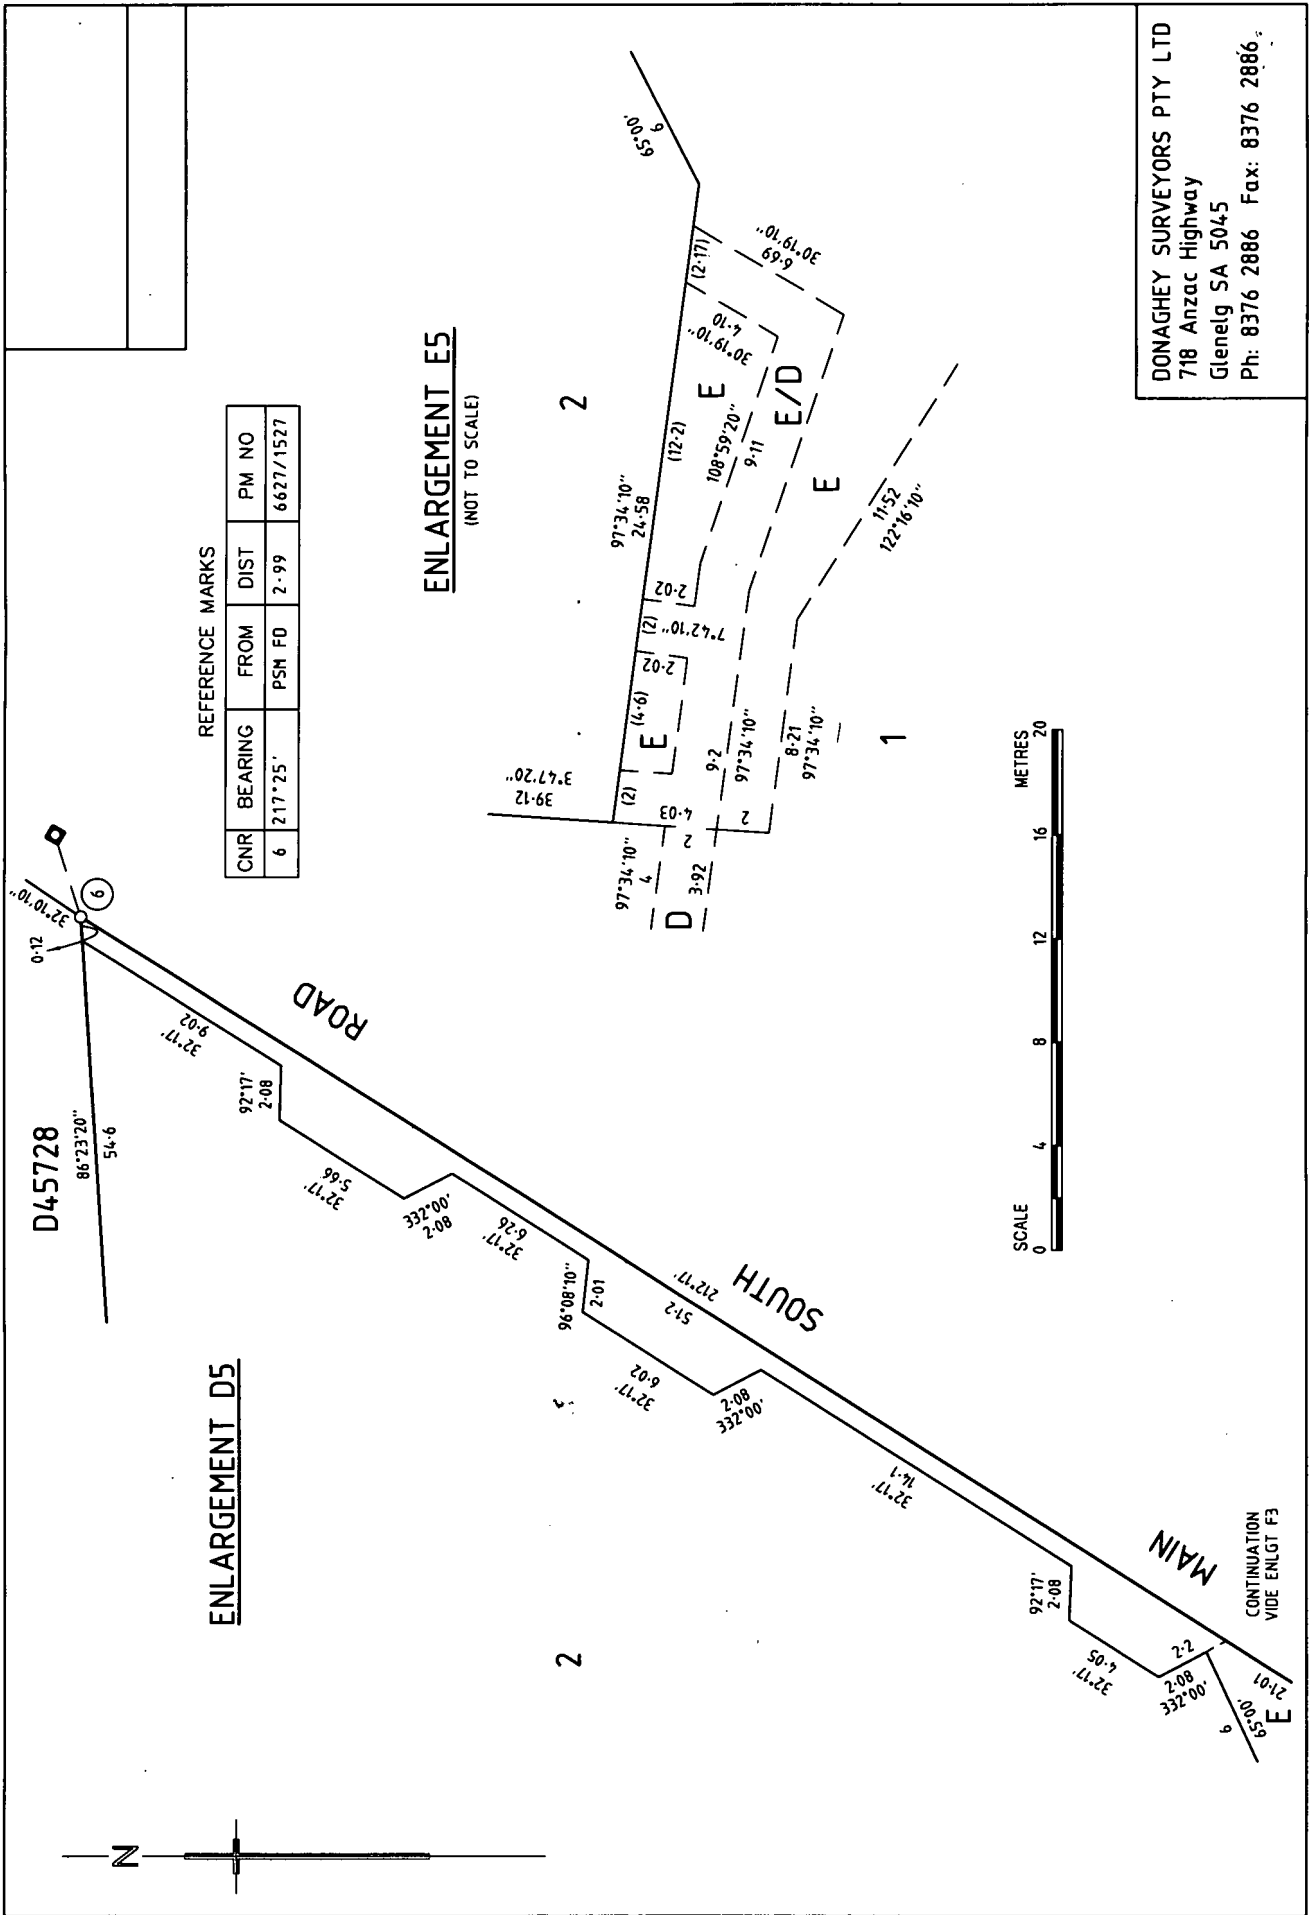 N
ENLARGEMENT D5
D45728
86°23'20"
54·6
0·12
32°10'10"
6
32°17'
9·02
92°17'
2·08
32°17'
5·66
332°00'
2·08
32°17'
6·26
96°08'10"
2·01
32°17'
6·02
2·08
332°00'
51·2
212°17'
32°17'
14·1
92°17'
2·08
32°17'
4·05
2·08
332°00'
2·2
6
65°00'
E
21·01
2
MAIN
SOUTH
ROAD
CONTINUATION
VIDE ENLGT F3
REFERENCE MARKS
CNR BEARING FROM DIST PM NO
6 217°25' PSM FD 2·99 6627/1527
ENLARGEMENT E5
(NOT TO SCALE)
2
39·12
3°47'20"
97°34'10"
24·58
65°00'
6
(2)
(4·6)
(2)
(12·2)
(2·17)
E
2·02
7°42'10"
2·02
E
30°19'10"
4·10
30°19'10"
6·69
108°59'20"
9·11
E/D
97°34'10"
4
4·03
2
D
3·92
9·2
97°34'10"
2
8·21
97°34'10"
E
11·52
122°16'10"
1
SCALE METRES
0 4 8 12 16 20
DONAGHEY SURVEYORS PTY LTD
718 Anzac Highway
Glenelg SA 5045
Ph: 8376 2886 Fax: 8376 2886